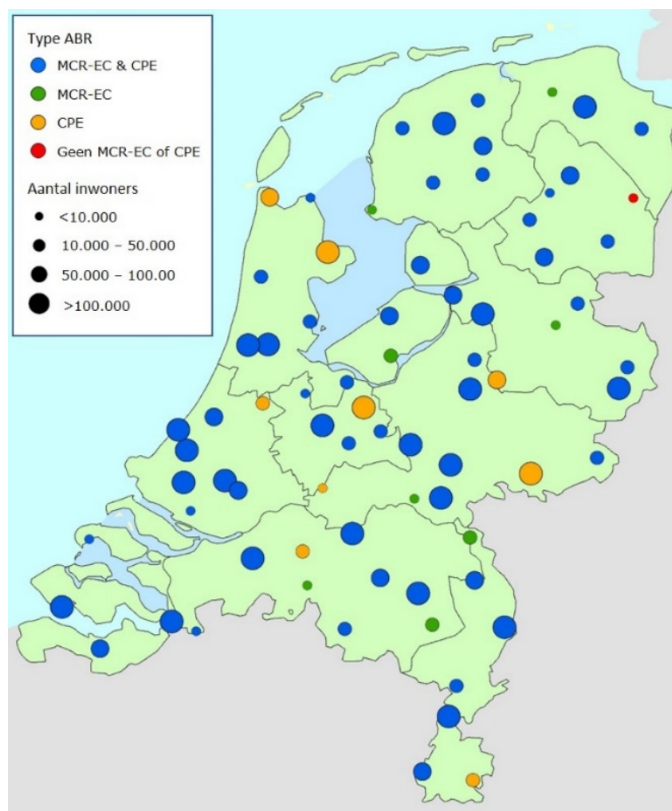 Type ABR
MCR-EC & CPE
MCR-EC
CPE
Geen MCR-EC of CPE
Aantal inwoners
<10.000
10.000 – 50.000
50.000 – 100.00
>100.000